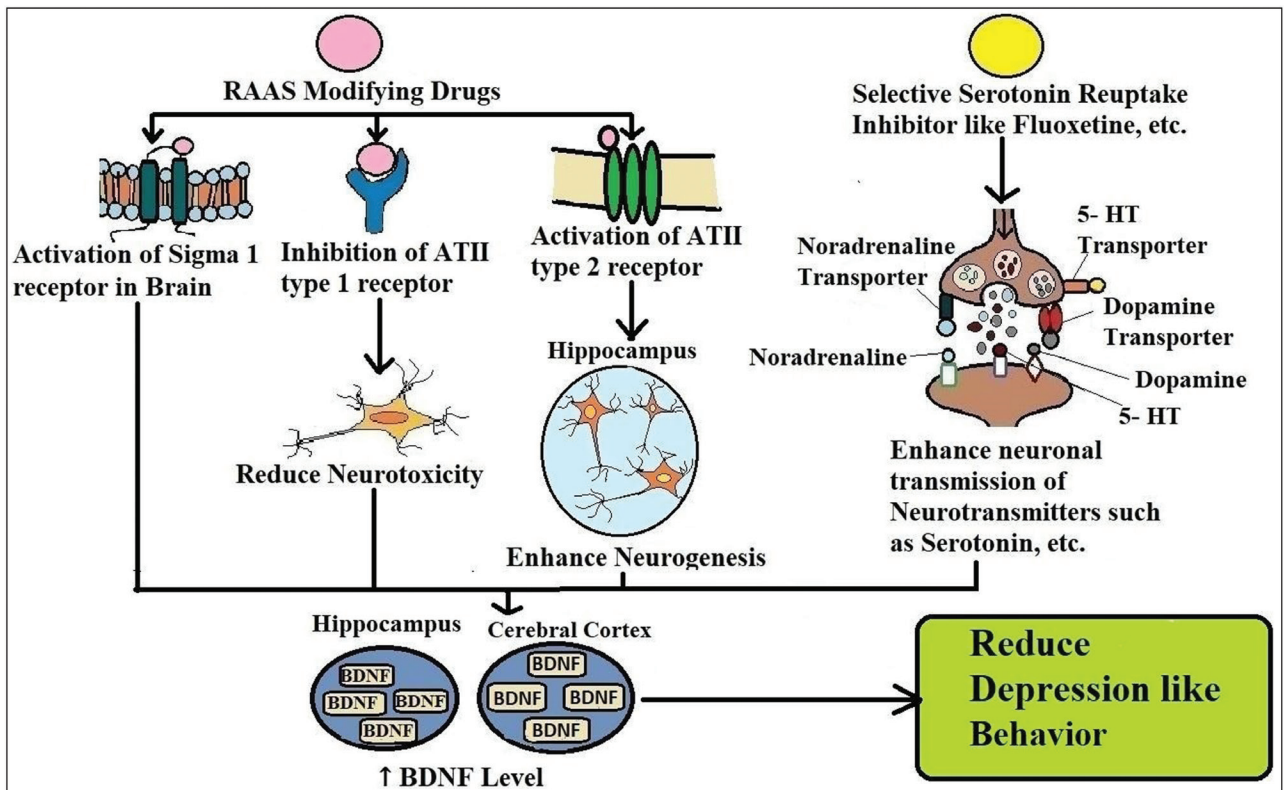 RAAS Modifying Drugs
Selective Serotonin Reuptake
Inhibitor like Fluoxetine, etc.
Activation of Sigma 1
receptor in Brain
Inhibition of ATII
type 1 receptor
Activation of ATII
type 2 receptor
Noradrenaline
Transporter
5- HT
Transporter
Dopamine
Transporter
Noradrenaline
Dopamine
5- HT
Reduce Neurotoxicity
Hippocampus
Enhance Neurogenesis
Enhance neuronal
transmission of
Neurotransmitters such
as Serotonin, etc.
Hippocampus
BDNF
BDNF
BDNF
BDNF
Cerebral Cortex
BDNF
BDNF
BDNF
BDNF
↑ BDNF Level
Reduce
Depression like
Behavior